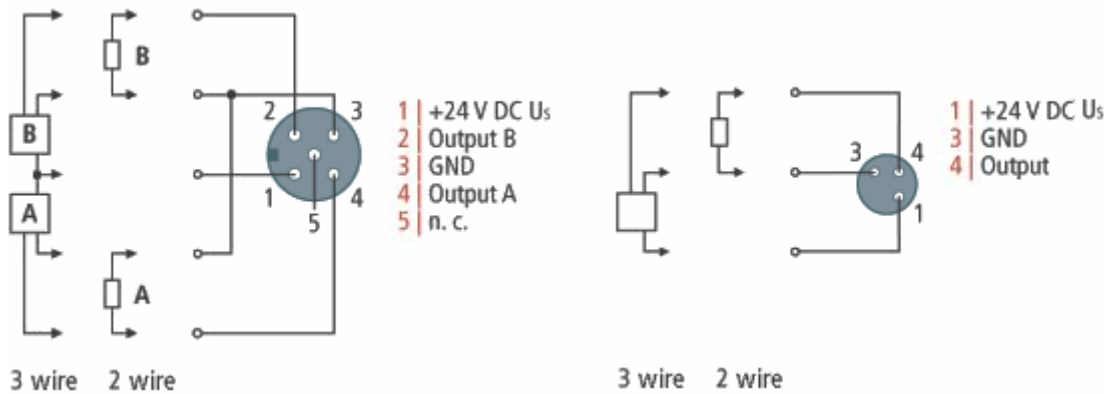 B
2 3
B
A
1 4
5
A
3 wire 2 wire
1 | +24 V DC Us
2 | Output B
3 | GND
4 | Output A
5 | n. c.
3 4
1
3 wire 2 wire
1 | +24 V DC Us
3 | GND
4 | Output